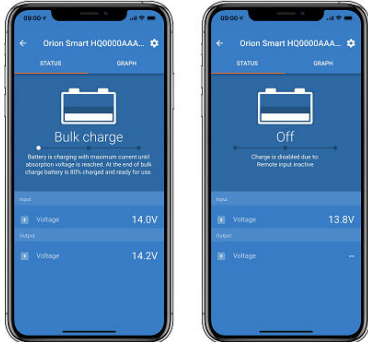 09:00
Orion Smart HQ0000AAA...
STATUS GRAPH
Bulk charge
Battery is charging with maximum current until
absorption voltage is reached. At the end of bulk
charge battery is 80% charged and ready for use.
Input
Voltage 14.0V
Output
Voltage 14.2V
09:00
Orion Smart HQ0000AAA...
STATUS GRAPH
Off
Charge is disabled due to:
Remote input inactive
Input
Voltage 13.8V
Output
Voltage --